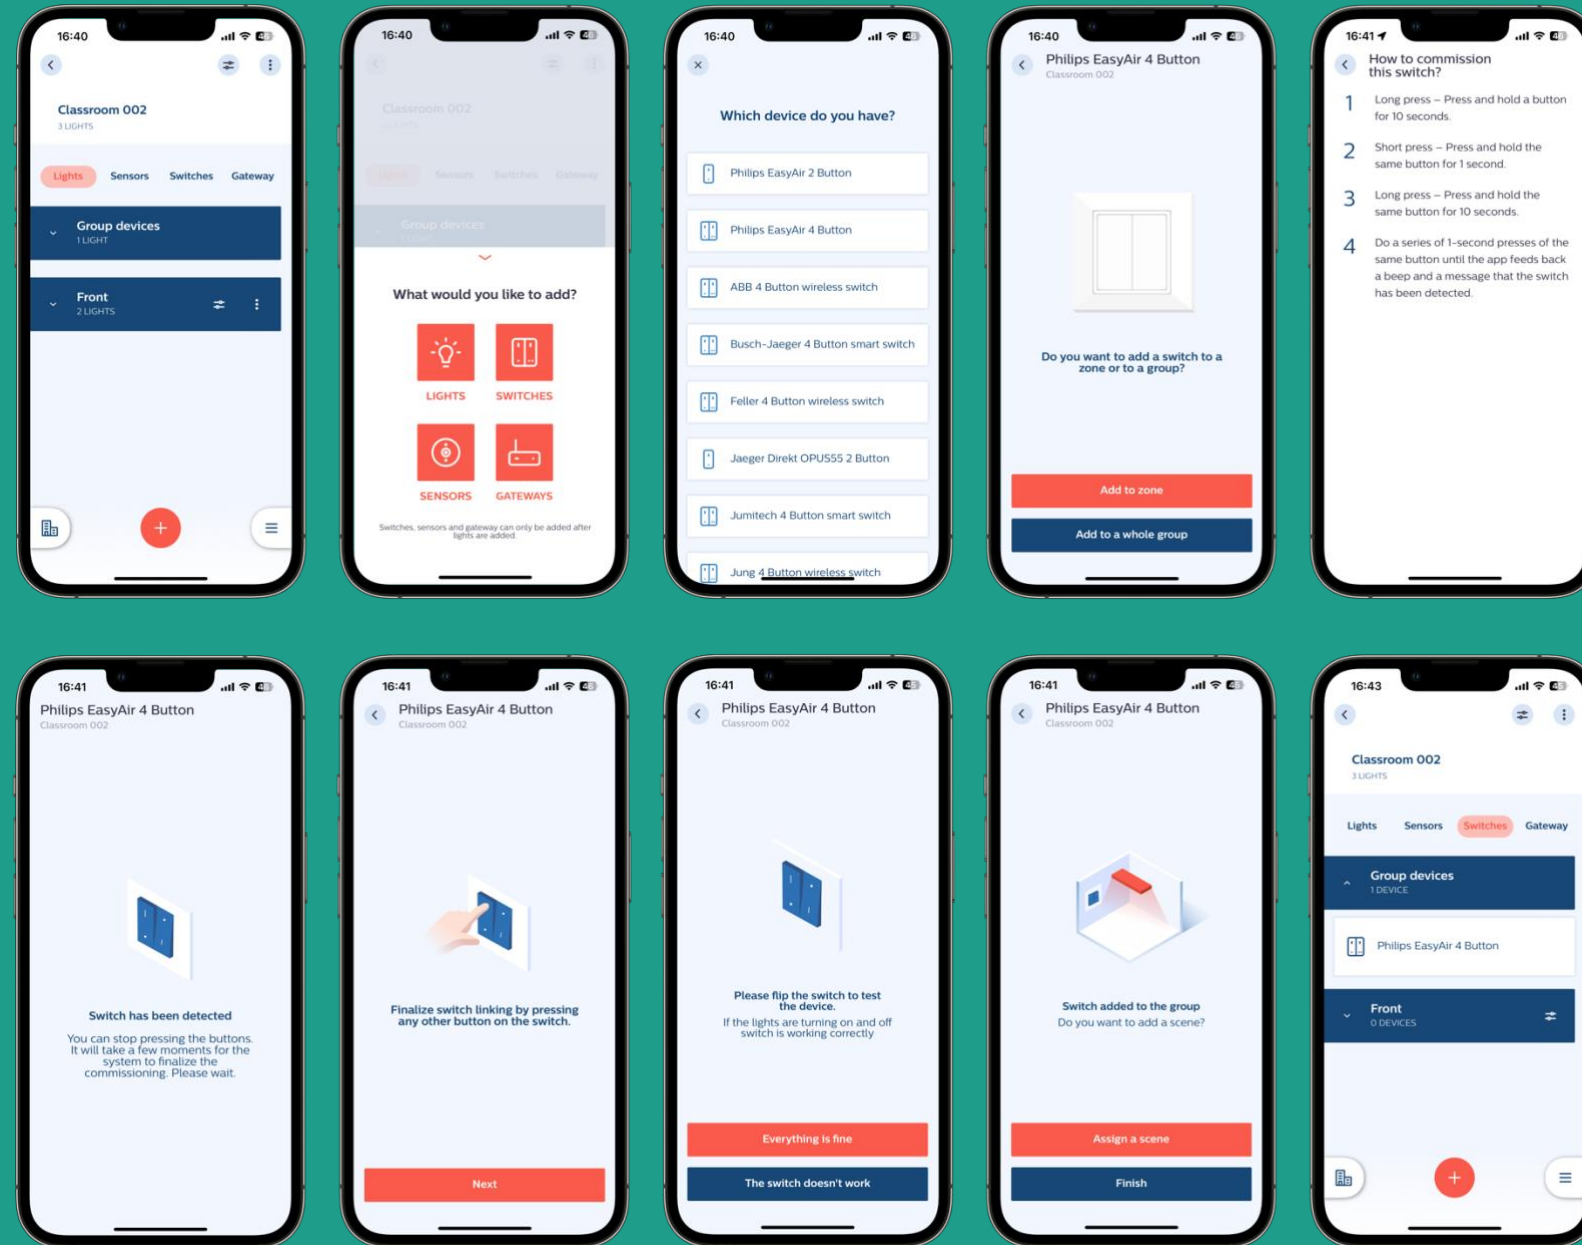 16:40
Classroom 002
3 LIGHTS
Lights Sensors Switches Gateway
Group devices
1 LIGHT
Front
2 LIGHTS
16:40
Classroom 002
Lights Sensors Switches Gateway
Group devices
What would you like to add?
LIGHTS SWITCHES
SENSORS GATEWAYS
Switches, sensors and gateway can only be added after
lights are added.
16:40
Which device do you have?
Philips EasyAir 2 Button
Philips EasyAir 4 Button
ABB 4 Button wireless switch
Busch-Jaeger 4 Button smart switch
Feller 4 Button wireless switch
Jaeger Direkt OPUS55 2 Button
Jumitech 4 Button smart switch
Jung 4 Button wireless switch
16:40
Philips EasyAir 4 Button
Classroom 002
Do you want to add a switch to a
zone or to a group?
Add to zone
Add to a whole group
16:41
How to commission
this switch?
1 Long press – Press and hold a button
for 10 seconds.
2 Short press – Press and hold the
same button for 1 second.
3 Long press – Press and hold the
same button for 10 seconds.
4 Do a series of 1-second presses of the
same button until the app feeds back
a beep and a message that the switch
has been detected.
16:41
Philips EasyAir 4 Button
Classroom 002
Switch has been detected
You can stop pressing the buttons.
It will take a few moments for the
system to finalize the
commissioning. Please wait.
16:41
Philips EasyAir 4 Button
Classroom 002
Finalize switch linking by pressing
any other button on the switch.
Next
16:41
Philips EasyAir 4 Button
Classroom 002
Please flip the switch to test
the device.
If the lights are turning on and off
switch is working correctly
Everything is fine
The switch doesn't work
16:41
Philips EasyAir 4 Button
Classroom 002
Switch added to the group
Do you want to add a scene?
Assign a scene
Finish
16:43
Classroom 002
3 LIGHTS
Lights Sensors Switches Gateway
Group devices
1 DEVICE
Philips EasyAir 4 Button
Front
0 DEVICES